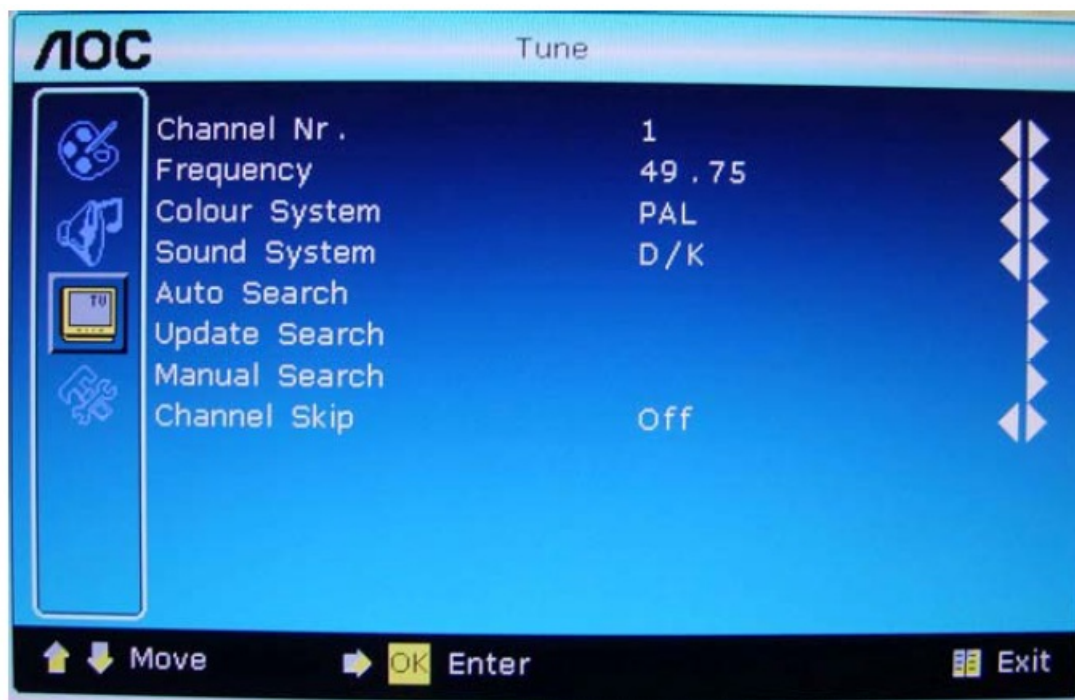 AOC
Tune
Channel Nr. 1
Frequency 49.75
Colour System PAL
Sound System D/K
Auto Search
Update Search
Manual Search
Channel Skip Off
TV
Move OK Enter Exit